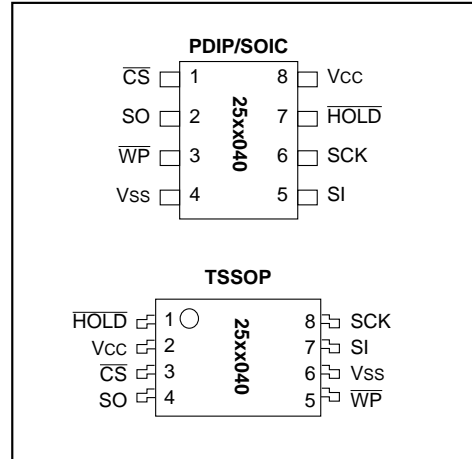 PDIP/SOIC
CS 1 8 VCC
SO 2 7 HOLD
WP 3 6 SCK
VSS 4 5 SI
25xx040
TSSOP
HOLD 1 8 SCK
VCC 2 7 SI
CS 3 6 VSS
SO 4 5 WP
25xx040